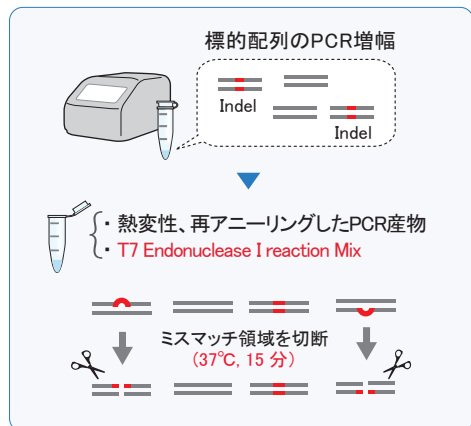 標的配列のPCR増幅
Indel
Indel
・ 熱変性、再アニーリングしたPCR産物
・ T7 Endonuclease I reaction Mix
ミスマッチ領域を切断
(37℃, 15 分)